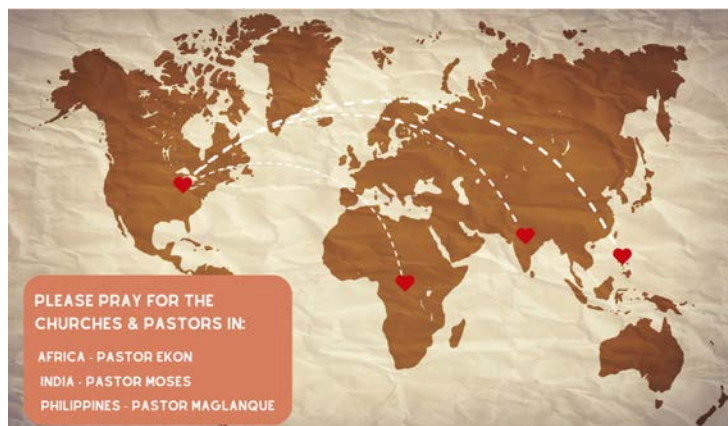 PLEASE PRAY FOR THE
CHURCHES & PASTORS IN:
AFRICA - PASTOR EKON
INDIA - PASTOR MOSES
PHILIPPINES - PASTOR MAGLANQUE